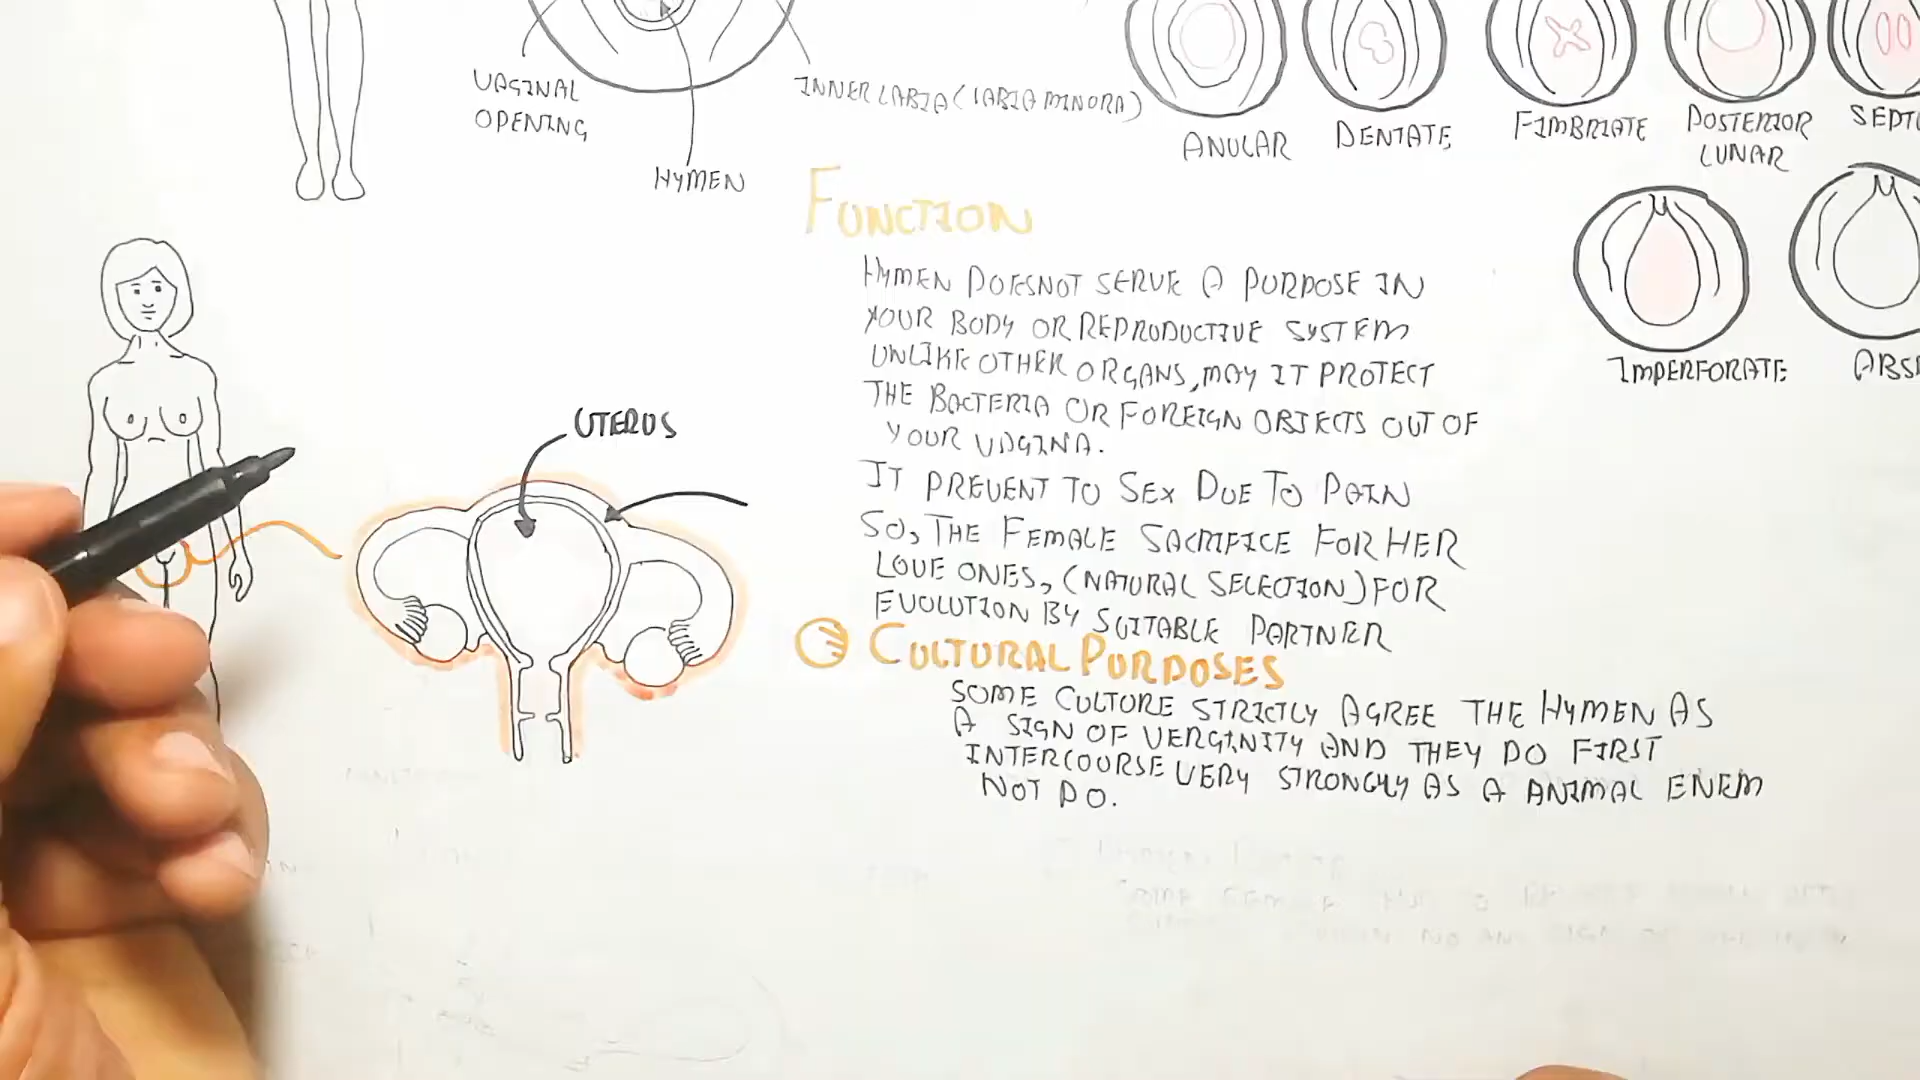 VAGINAL
OPENING
HYMEN
INNER LABIA (LABIA MINORA)
ANULAR
DENTATE
FIMBRIATE
POSTERIOR
LUNAR
IMPERFORATE
UTERUS
FUNCTION
HYMEN DOESNOT SERVE A PURPOSE IN
YOUR BODY OR REPRODUCTIVE SYSTEM
UNLIKE OTHER ORGANS, MAY IT PROTECT
THE BACTERIA OR FOREIGN OBJECTS OUT OF
YOUR VAGINA.
IT PREVENT TO SEX DUE TO PAIN
SO, THE FEMALE SACRIFICE FOR HER
LOVE ONES, (NATURAL SELECTION) FOR
EVOLUTION BY SUITABLE PARTNER
CULTURAL PURPOSES
SOME CULTURE STRICTLY AGREE THE HYMEN AS
A SIGN OF VERGINITY AND THEY DO FIRST
INTERCOURSE VERY STRONGLY AS A ANIMAL ENEM
NOT DO.